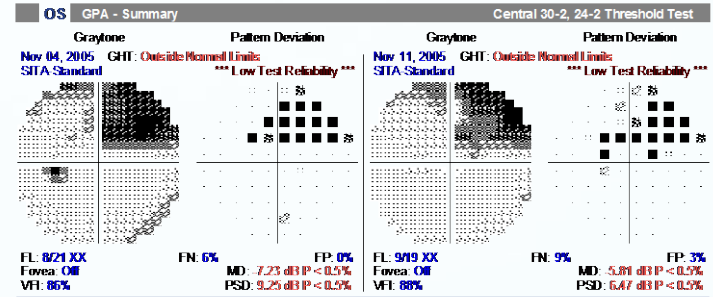 OS GPA - Summary Central 30-2, 24-2 Threshold Test
Graytone Pattern Deviation Graytone Pattern Deviation
Nov 04, 2005 GHT: Outside Normal Limits Nov 11, 2005 GHT: Outside Normal Limits
SITA-Standard *** Low Test Reliability *** SITA-Standard *** Low Test Reliability ***
FL: 8/21 XX FN: 6% FP: 0% FL: 9/19 XX FN: 9% FP: 3%
Fovea: Off MD: -7.23 dB P < 0.5% Fovea: Off MD: -5.81 dB P < 0.5%
VFI: 86% PSD: 9.25 dB P < 0.5% VFI: 88% PSD: 6.47 dB P < 0.5%